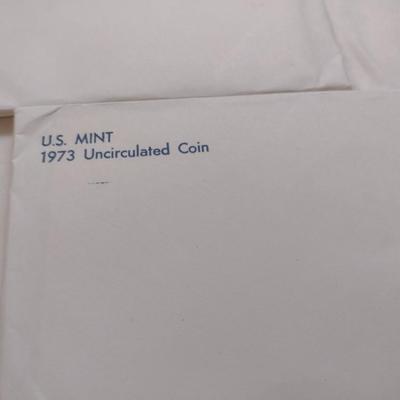 U.S. MINT
1973 Uncirculated Coin